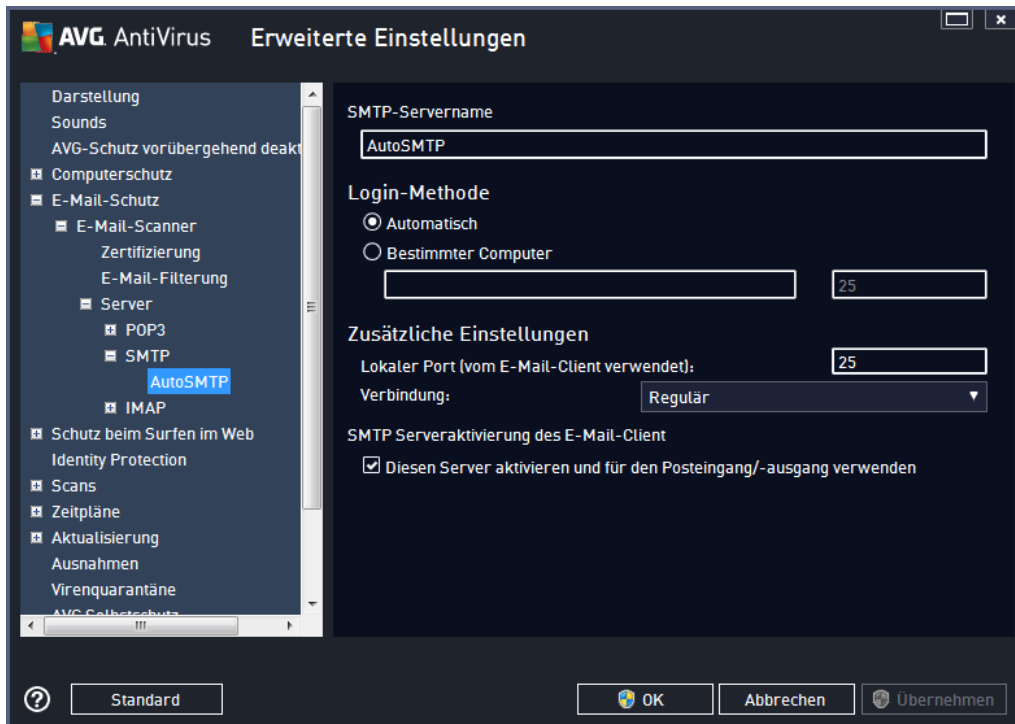 AVG AntiVirus Erweiterte Einstellungen
Darstellung
Sounds
AVG-Schutz vorübergehend deakt
Computerschutz
E-Mail-Schutz
E-Mail-Scanner
Zertifizierung
E-Mail-Filterung
Server
POP3
SMTP
AutoSMTP
IMAP
Schutz beim Surfen im Web
Identity Protection
Scans
Zeitpläne
Aktualisierung
Ausnahmen
Virenquarantäne
AVG Selbstschutz
SMTP-Servername
AutoSMTP
Login-Methode
Automatisch
Bestimmter Computer
25
Zusätzliche Einstellungen
Lokaler Port (vom E-Mail-Client verwendet): 25
Verbindung: Regulär
SMTP Serveraktivierung des E-Mail-Client
Diesen Server aktivieren und für den Posteingang/-ausgang verwenden
Standard OK Abbrechen Übernehmen